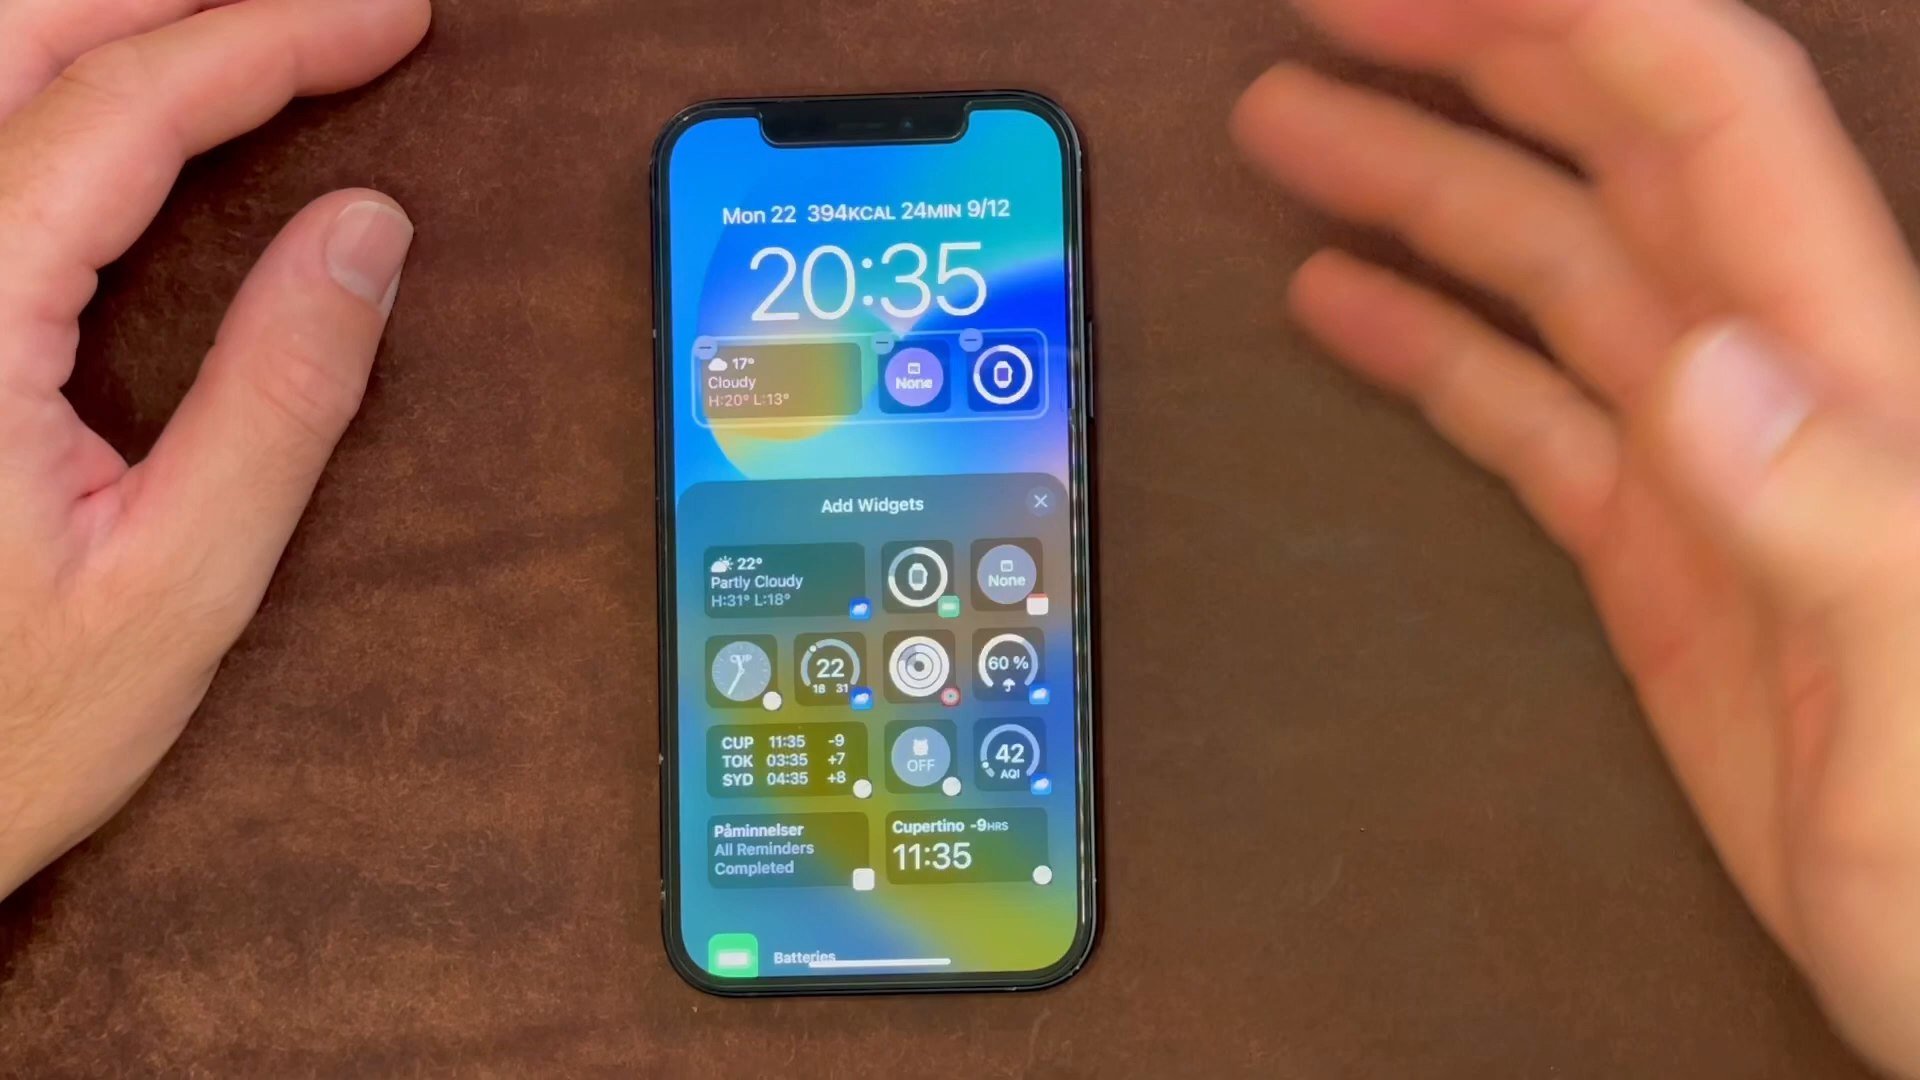 Mon 22 394KCAL 24MIN 9/12
20:35
17°
Cloudy
H:20° L:13°
None
Add Widgets
22°
Partly Cloudy
H:31° L:18°
None
CUP
22
18 31
60 %
CUP 11:35 -9
TOK 03:35 +7
SYD 04:35 +8
OFF
42
AQI
Påminnelser
All Reminders
Completed
Cupertino -9HRS
11:35
Batteries